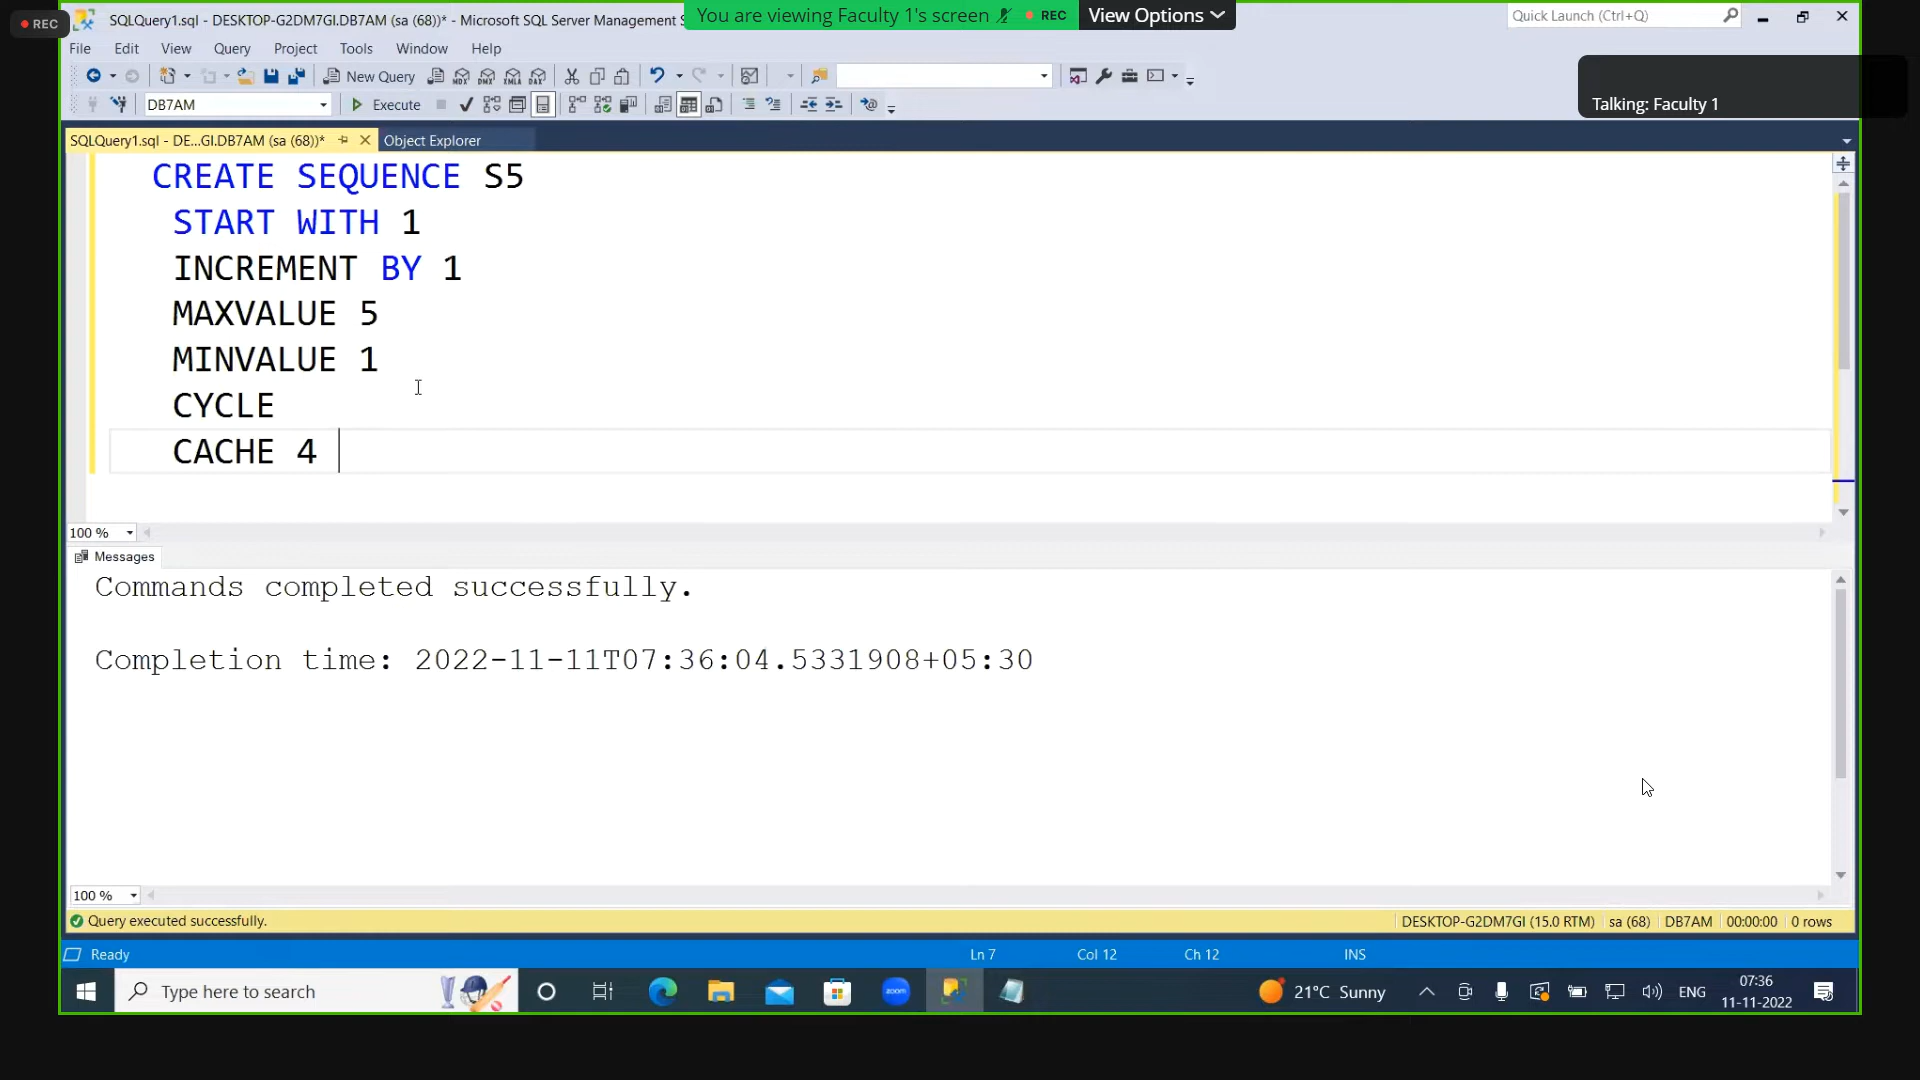 REC
SQLQuery1.sql - DESKTOP-G2DM7GI.DB7AM (sa (68))* - Microsoft SQL Server Management S
You are viewing Faculty 1's screen
REC
View Options
Quick Launch (Ctrl+Q)
File Edit View Query Project Tools Window Help
New Query
MDX DMX XMLA DAX
Talking: Faculty 1
DB7AM
Execute
SQLQuery1.sql - DE...GI.DB7AM (sa (68))*
Object Explorer
CREATE SEQUENCE S5
START WITH 1
INCREMENT BY 1
MAXVALUE 5
MINVALUE 1
CYCLE
CACHE 4
100 %
Messages
Commands completed successfully.
Completion time: 2022-11-11T07:36:04.5331908+05:30
100 %
Query executed successfully.
DESKTOP-G2DM7GI (15.0 RTM) sa (68) DB7AM 00:00:00 0 rows
Ready
Ln 7 Col 12 Ch 12 INS
Type here to search
zoom
21°C Sunny
ENG
07:36
11-11-2022